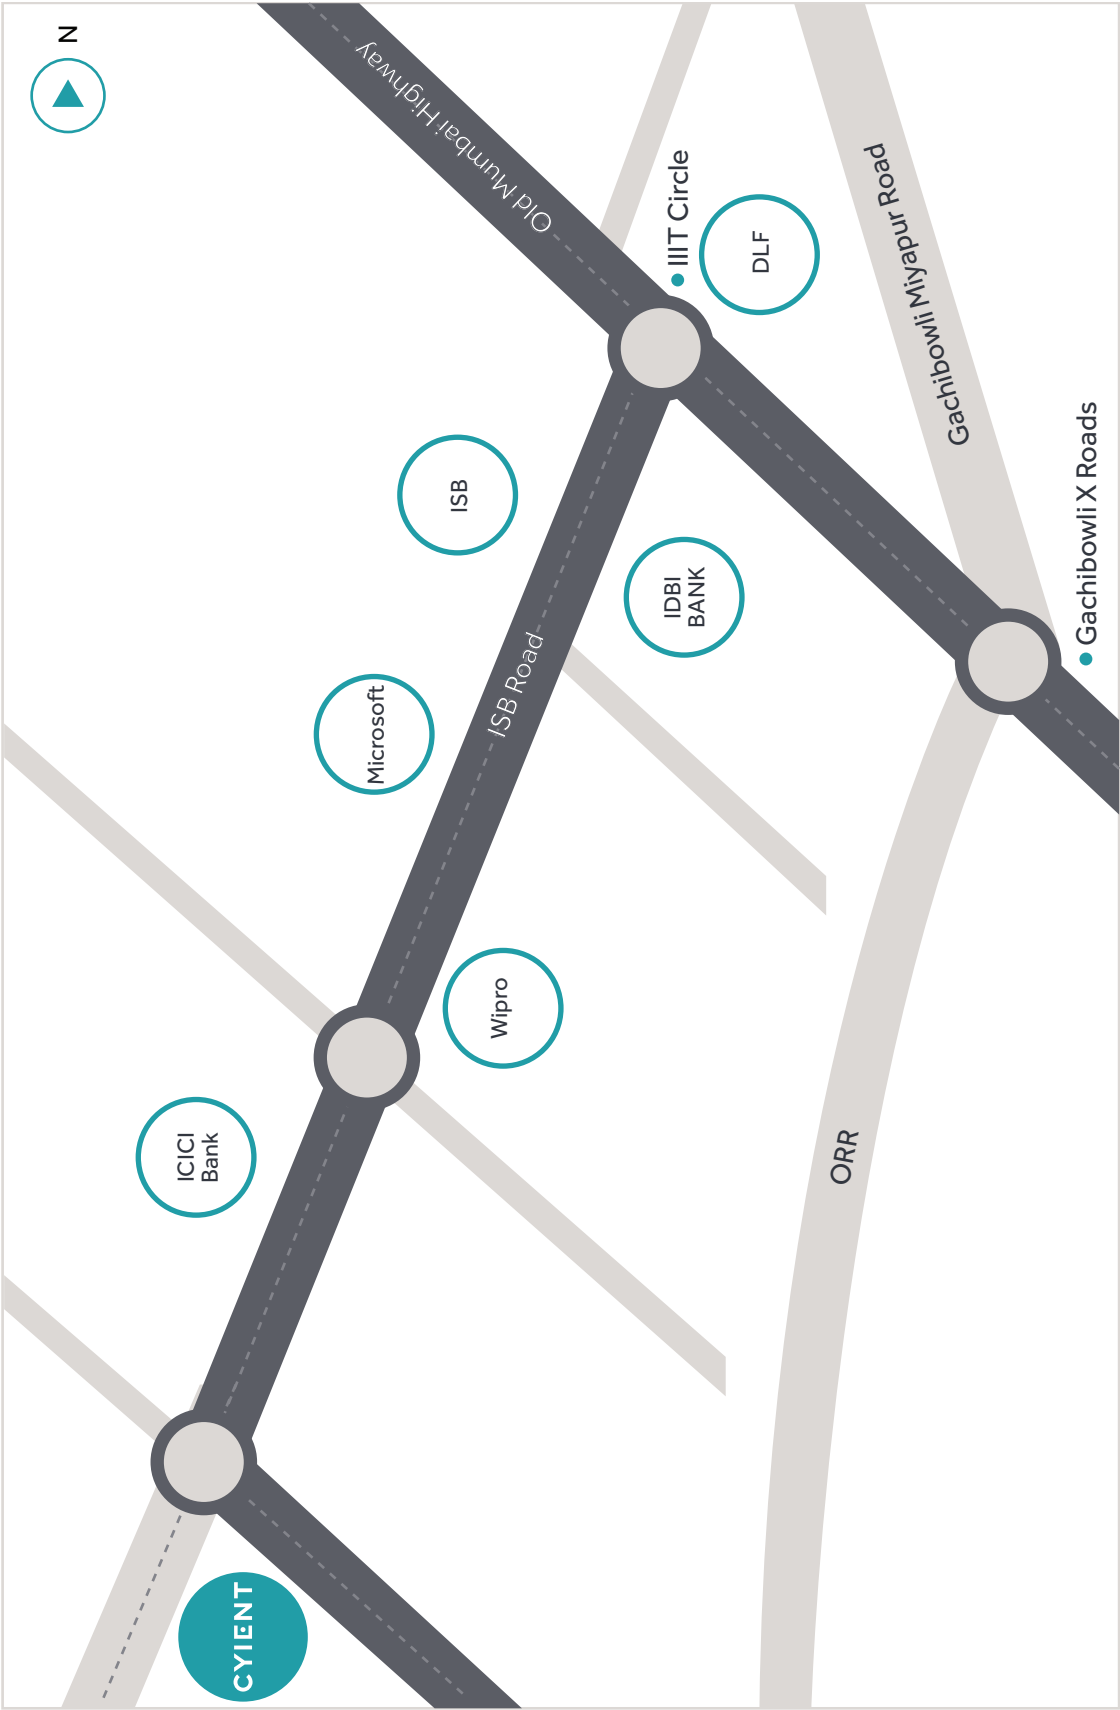 N
Old Mumbai Highway
IIIT Circle
DLF
Gachibowli Miyapur Road
ISB
IDBI
BANK
Gachibowli X Roads
ISB Road
Microsoft
Wipro
ICICI
Bank
ORR
CYIENT